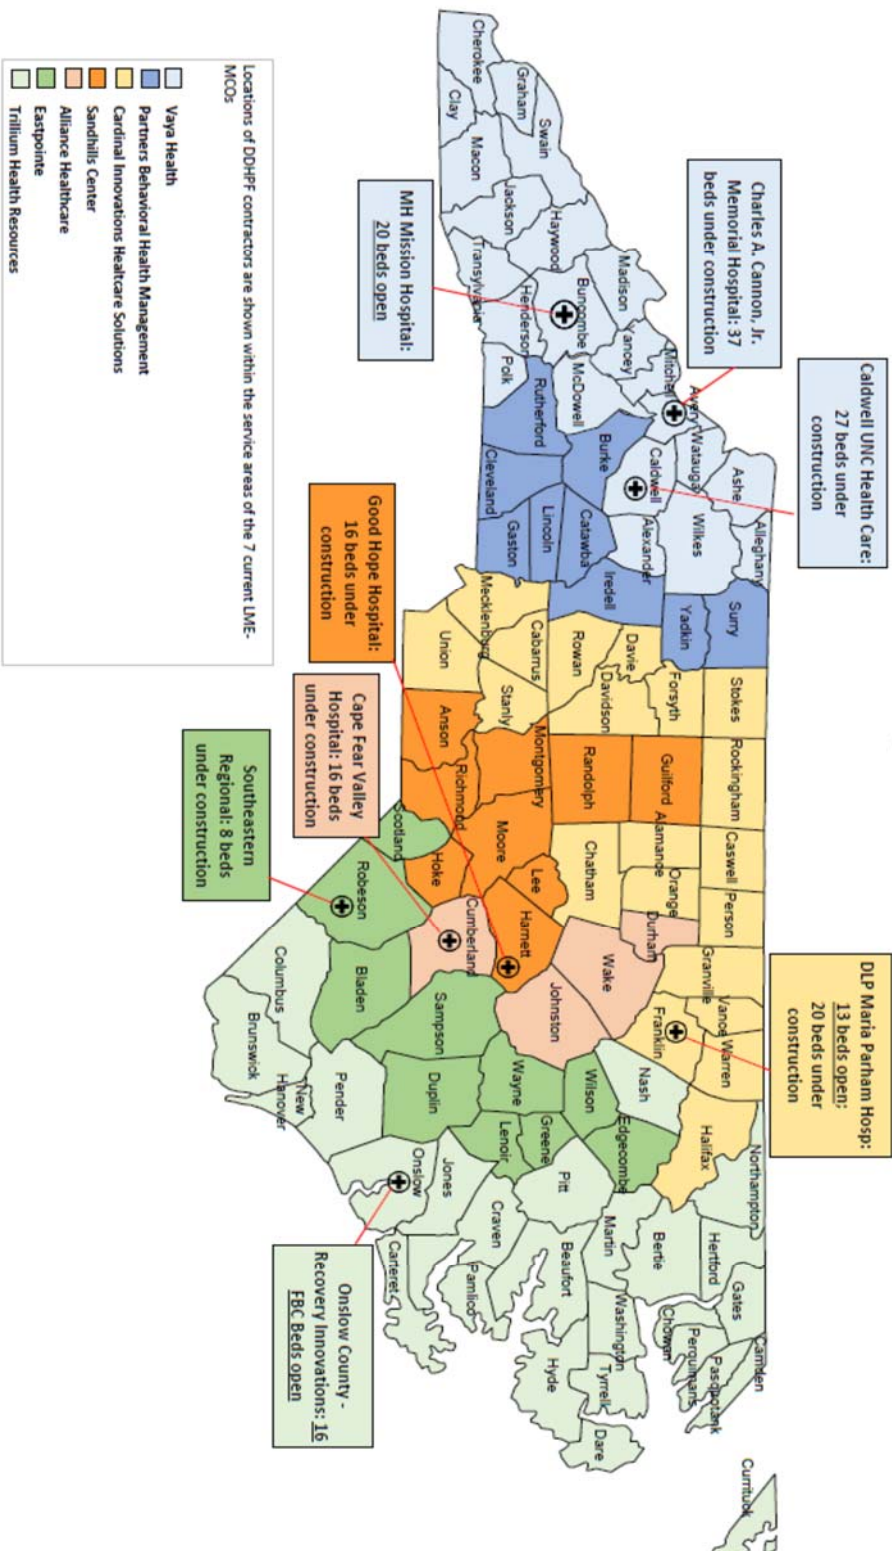 Charles A. Cannon, Jr.
Memorial Hospital: 37
beds under construction
Caldwell UNC Health Care:
27 beds under
construction
DLP Maria Parham Hosp:
13 beds open;
20 beds under
construction
MH Mission Hospital:
20 beds open
Good Hope Hospital:
16 beds under
construction
Cape Fear Valley
Hospital: 16 beds
under construction
Southeastern
Regional: 8 beds
under construction
Onslow County -
Recovery Innovations: 16
FBC Beds open
Cherokee
Graham
Clay
Swain
Macon
Jackson
Haywood
Transylvania
Madison
Buncombe
Henderson
Yancey
Mitchell
Avery
McDowell
Polk
Rutherford
Watauga
Ashe
Alleghany
Caldwell
Burke
Wilkes
Alexander
Cleveland
Lincoln
Catawba
Gaston
Iredell
Surry
Yadkin
Stokes
Forsyth
Davie
Davidson
Rowan
Cabarrus
Mecklenburg
Union
Stanly
Anson
Rockingham
Guilford
Randolph
Montgomery
Richmond
Caswell
Alamance
Orange
Chatham
Moore
Lee
Hoke
Scotland
Person
Durham
Wake
Harnett
Cumberland
Robeson
Granville
Vance
Warren
Franklin
Johnston
Sampson
Bladen
Columbus
Brunswick
New
Hanover
Pender
Duplin
Wayne
Wilson
Nash
Halifax
Edgecombe
Greene
Lenoir
Northampton
Pitt
Jones
Onslow
Craven
Carteret
Pamlico
Beaufort
Martin
Bertie
Hertford
Gates
Chowan
Perquimans
Pasquotank
Camden
Currituck
Washington
Tyrrell
Hyde
Dare
Locations of DDHPF contractors are shown within the service areas of the 7 current LME-
MCOs
Vaya Health
Partners Behavioral Health Management
Cardinal Innovations Healtcare Solutions
Sandhills Center
Alliance Healthcare
Eastpointe
Trillium Health Resources